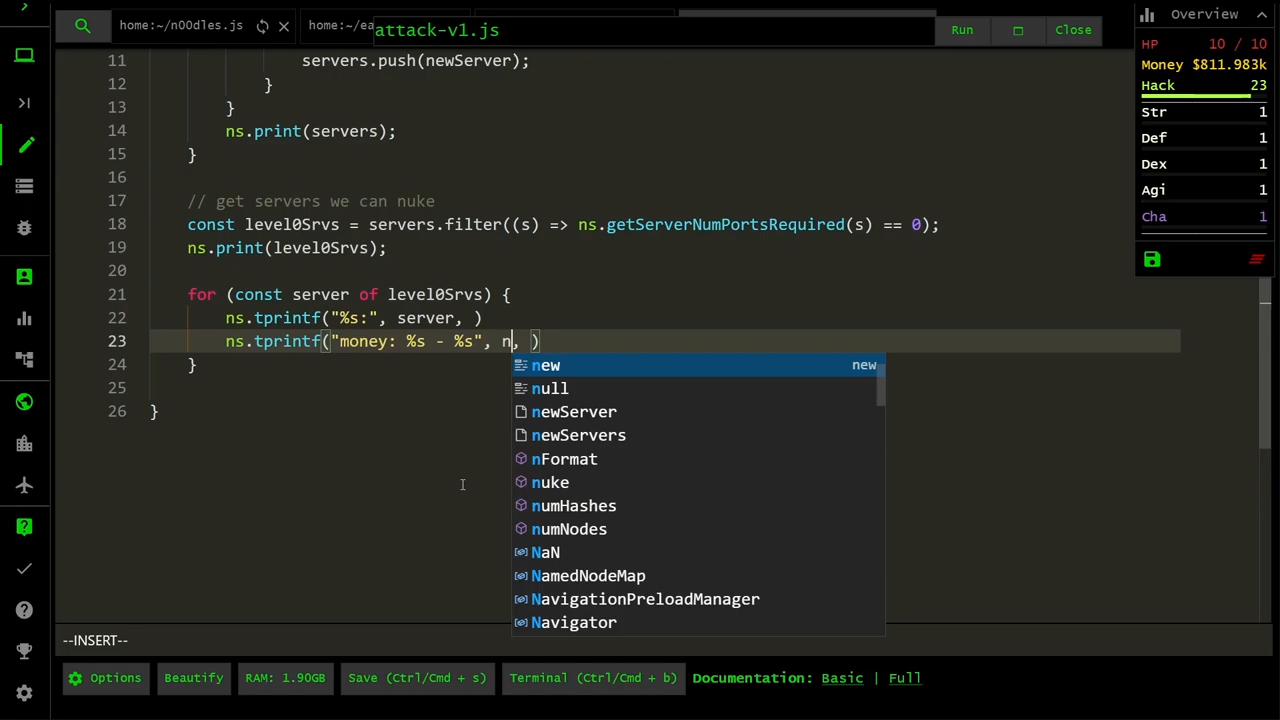 home:~/n00dles.js
home:~/ea
attack-v1.js
Run
Close
Overview
HP 10 / 10
Money $811.983k
Hack 23
Str 1
Def 1
Dex 1
Agi 1
Cha 1
11 servers.push(newServer);
12 }
13 }
14 ns.print(servers);
15 }
16
17 // get servers we can nuke
18 const level0Srvs = servers.filter((s) => ns.getServerNumPortsRequired(s) == 0);
19 ns.print(level0Srvs);
20
21 for (const server of level0Srvs) {
22 ns.tprintf("%s:", server, )
23 ns.tprintf("money: %s - %s", n, )
24 }
25
26 }
new new
null
newServer
newServers
nFormat
nuke
numHashes
numNodes
NaN
NamedNodeMap
NavigationPreloadManager
Navigator
--INSERT--
Options Beautify RAM: 1.90GB Save (Ctrl/Cmd + s) Terminal (Ctrl/Cmd + b) Documentation: Basic | Full